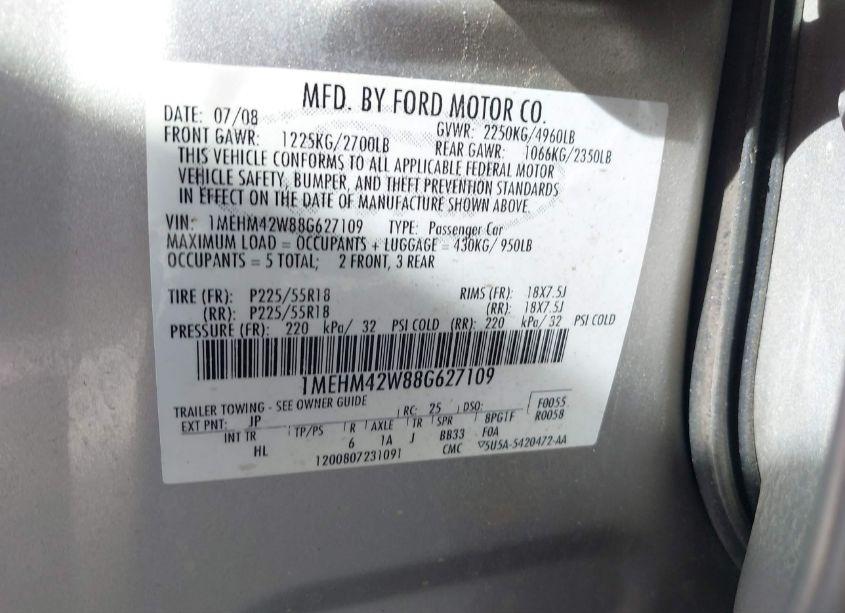 MFD. BY FORD MOTOR CO.
DATE: 07/08 GVWR: 2250KG/4960LB
FRONT GAWR: 1225KG/2700LB REAR GAWR: 1066KG/2350LB
THIS VEHICLE CONFORMS TO ALL APPLICABLE FEDERAL MOTOR
VEHICLE SAFETY, BUMPER, AND THEFT PREVENTION STANDARDS
IN EFFECT ON THE DATE OF MANUFACTURE SHOWN ABOVE.
VIN: 1MEHM42W88G627109 TYPE: Passenger Car
MAXIMUM LOAD = OCCUPANTS + LUGGAGE = 430KG/ 950LB
OCCUPANTS = 5 TOTAL; 2 FRONT, 3 REAR
TIRE (FR): P225/55R18 RIMS (FR): 18X7.5J
(RR): P225/55R18 (RR): 18X7.5J
PRESSURE (FR): 220 kPa/ 32 PSI COLD (RR): 220 kPa/ 32 PSI COLD
1MEHM42W88G627109
TRAILER TOWING - SEE OWNER GUIDE
RC: 25 DSO: F0055
EXT PNT: JP 8PG1F R0058
INT TR TP/PS R AXLE TR SPR
HL 6 1A J BB33 F0A
1200807231091 CMC ▽5U5A-5420472-AA